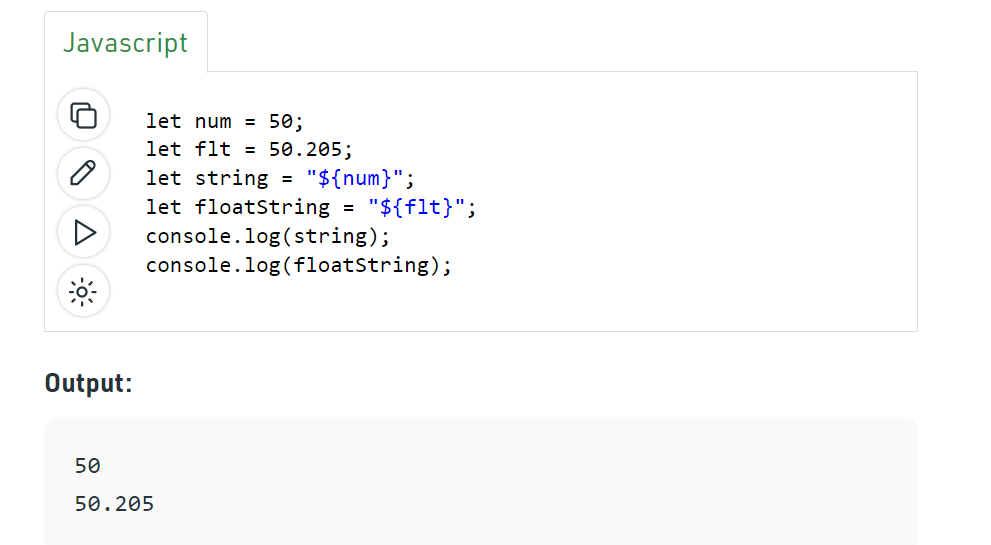 Javascript
let num = 50;
let flt = 50.205;
let string = "${num}";
let floatString = "${flt}";
console.log(string);
console.log(floatString);
Output:
50
50.205